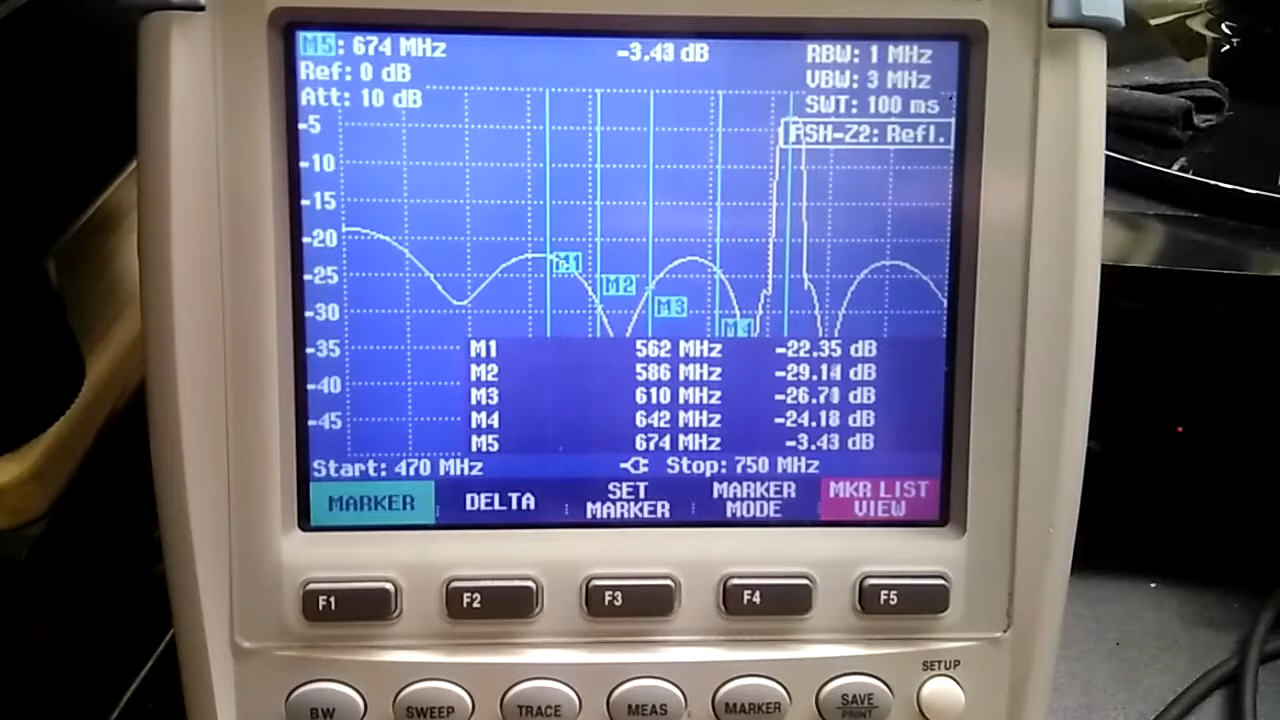 M5: 674 MHz -3.43 dB RBW: 1 MHz
Ref: 0 dB VBW: 3 MHz
Att: 10 dB SWT: 100 ms
FSH-Z2: Refl.
-5
-10
-15
-20
-25
-30
-35
-40
-45
M1
M2
M3
M4
M1 562 MHz -22.35 dB
M2 586 MHz -29.14 dB
M3 610 MHz dB
M4 642 MHz -24.18 dB
M5 674 MHz -3.43 dB
Start: 470 MHz Stop: 750 MHz
MARKER DELTA SET MARKER MARKER MODE MKR LIST VIEW
F1 F2 F3 F4 F5
SETUP
BW SWEEP TRACE MEAS MARKER SAVE PRINT